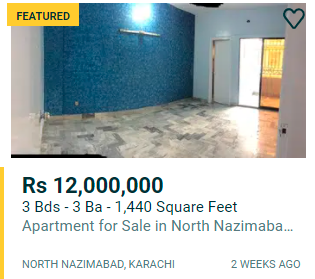 FEATURED
Rs 12,000,000
3 Bds - 3 Ba - 1,440 Square Feet
Apartment for Sale in North Nazimaba…
NORTH NAZIMABAD, KARACHI 2 WEEKS AGO